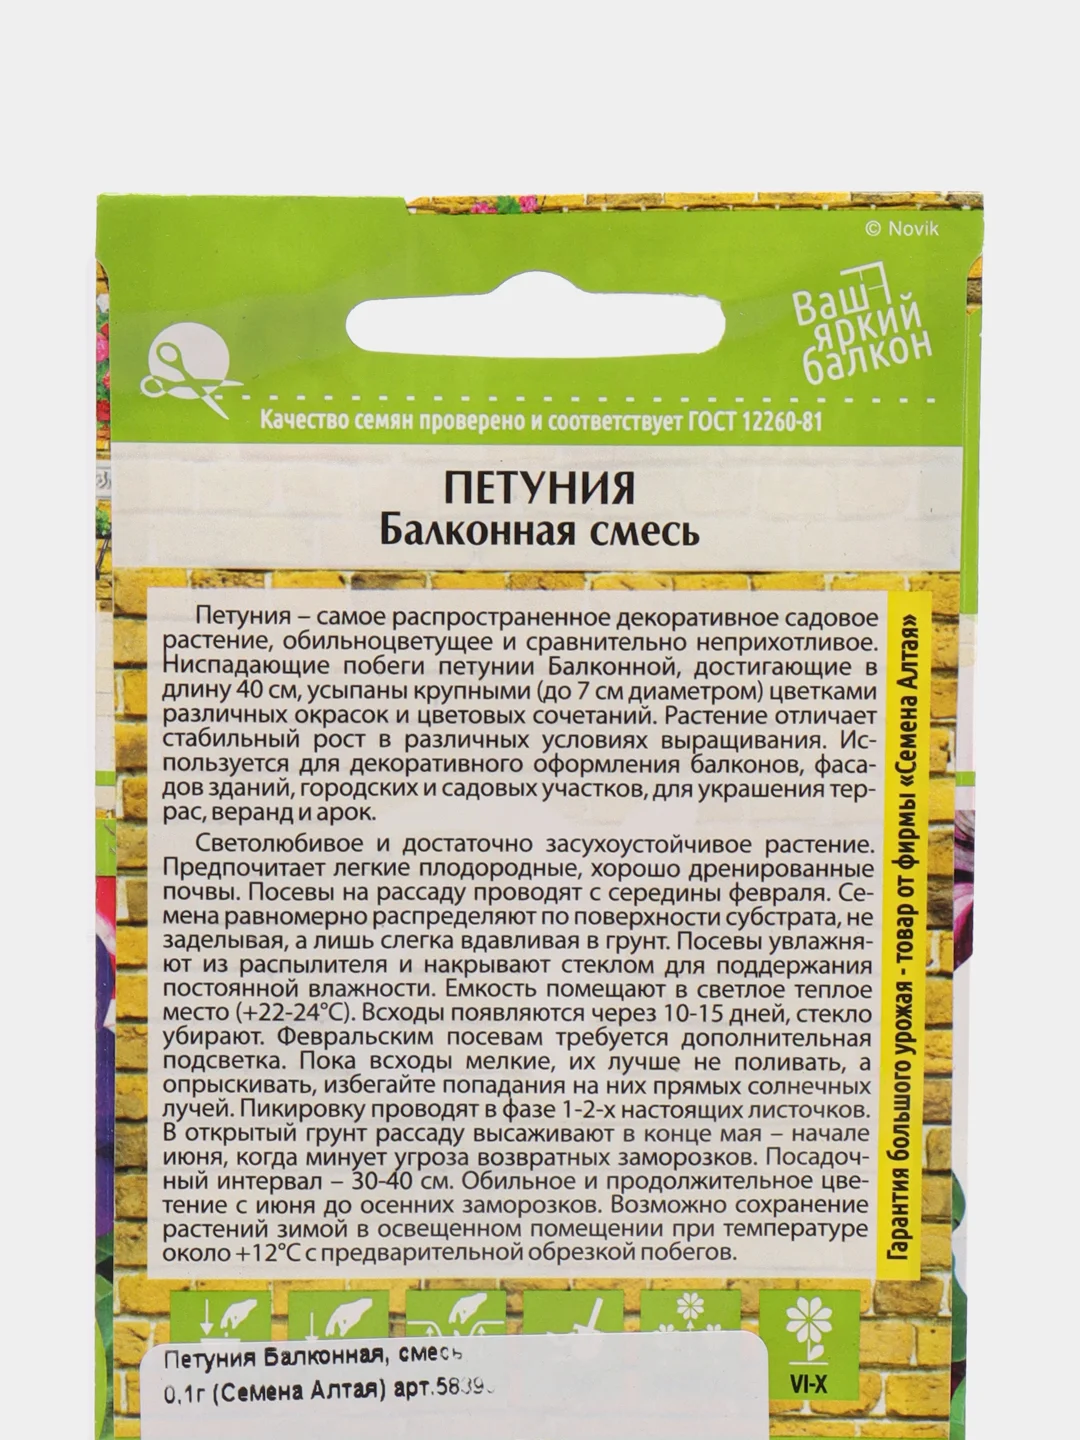 © Novik
Ваш
яркий
балкон
Качество семян проверено и соответствует ГОСТ 12260-81
ПЕТУНИЯ
Балконная смесь
Петуния – самое распространенное декоративное садовое
растение, обильноцветущее и сравнительно неприхотливое.
Ниспадающие побеги петунии Балконной, достигающие в
длину 40 см, усыпаны крупными (до 7 см диаметром) цветками
различных окрасок и цветовых сочетаний. Растение отличает
стабильный рост в различных условиях выращивания. Ис-
пользуется для декоративного оформления балконов, фаса-
дов зданий, городских и садовых участков, для украшения тер-
рас, веранд и арок.
Светолюбивое и достаточно засухоустойчивое растение.
Предпочитает легкие плодородные, хорошо дренированные
почвы. Посевы на рассаду проводят с середины февраля. Се-
мена равномерно распределяют по поверхности субстрата, не
заделывая, а лишь слегка вдавливая в грунт. Посевы увлажня-
ют из распылителя и накрывают стеклом для поддержания
постоянной влажности. Емкость помещают в светлое теплое
место (+22-24°С). Всходы появляются через 10-15 дней, стекло
убирают. Февральским посевам требуется дополнительная
подсветка. Пока всходы мелкие, их лучше не поливать, а
опрыскивать, избегайте попадания на них прямых солнечных
лучей. Пикировку проводят в фазе 1-2-х настоящих листочков.
В открытый грунт рассаду высаживают в конце мая – начале
июня, когда минует угроза возвратных заморозков. Посадоч-
ный интервал – 30-40 см. Обильное и продолжительное цве-
тение с июня до осенних заморозков. Возможно сохранение
растений зимой в освещенном помещении при температуре
около +12°С с предварительной обрезкой побегов.
Гарантия большого урожая - товар от фирмы «Семена Алтая»
VI-X
Петуния Балконная, смесь
0,1г (Семена Алтая)